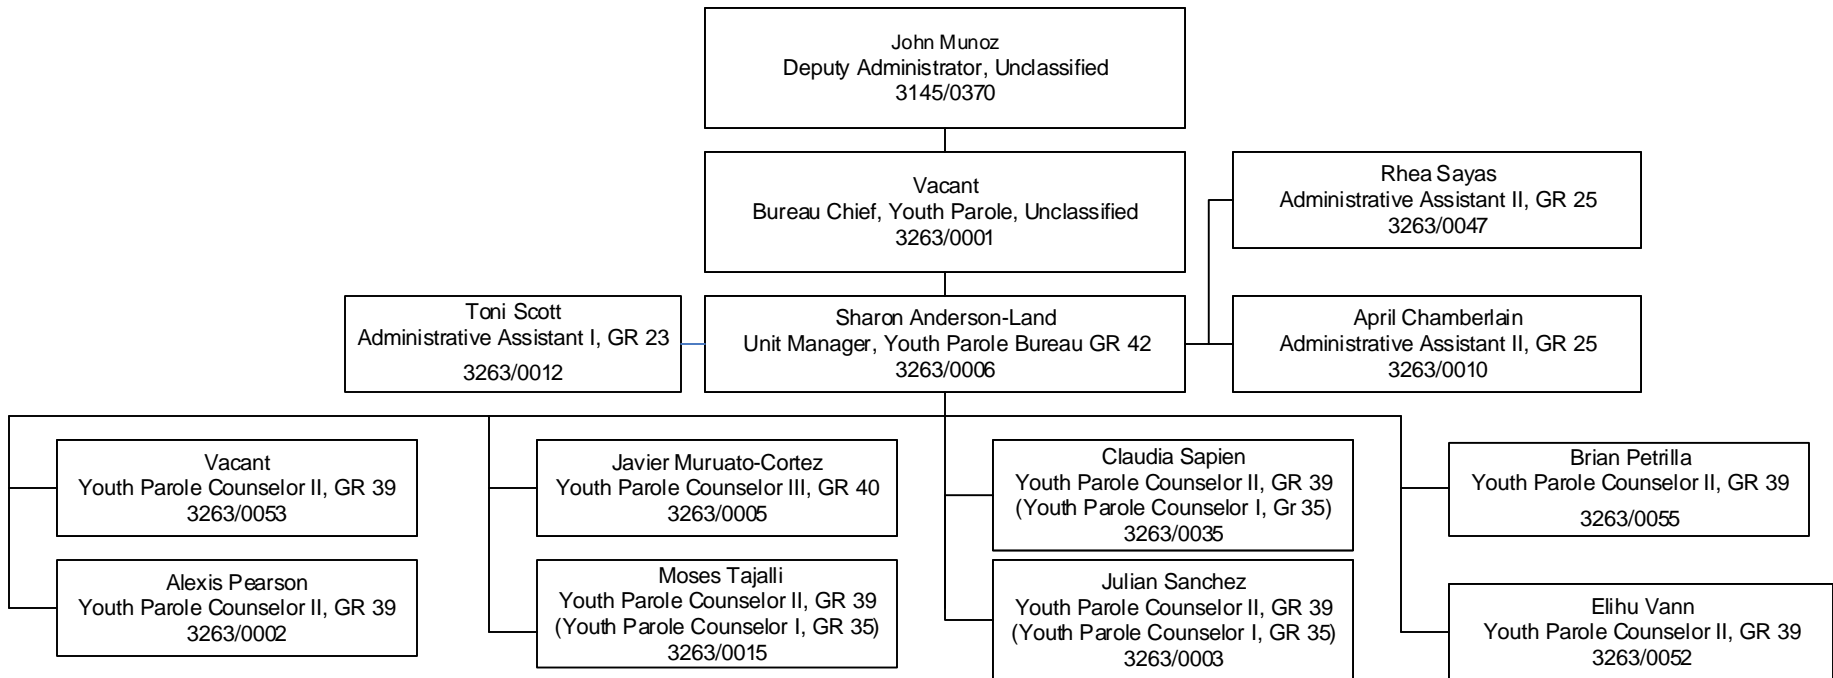 John Munoz
Deputy Administrator, Unclassified
3145/0370
Vacant
Bureau Chief, Youth Parole, Unclassified
3263/0001
Rhea Sayas
Administrative Assistant II, GR 25
3263/0047
Toni Scott
Administrative Assistant I, GR 23
3263/0012
Sharon Anderson-Land
Unit Manager, Youth Parole Bureau GR 42
3263/0006
April Chamberlain
Administrative Assistant II, GR 25
3263/0010
Vacant
Youth Parole Counselor II, GR 39
3263/0053
Javier Muruato-Cortez
Youth Parole Counselor III, GR 40
3263/0005
Claudia Sapien
Youth Parole Counselor II, GR 39
(Youth Parole Counselor I, Gr 35)
3263/0035
Brian Petrilla
Youth Parole Counselor II, GR 39
3263/0055
Alexis Pearson
Youth Parole Counselor II, GR 39
3263/0002
Moses Tajalli
Youth Parole Counselor II, GR 39
(Youth Parole Counselor I, GR 35)
3263/0015
Julian Sanchez
Youth Parole Counselor II, GR 39
(Youth Parole Counselor I, GR 35)
3263/0003
Elihu Vann
Youth Parole Counselor II, GR 39
3263/0052